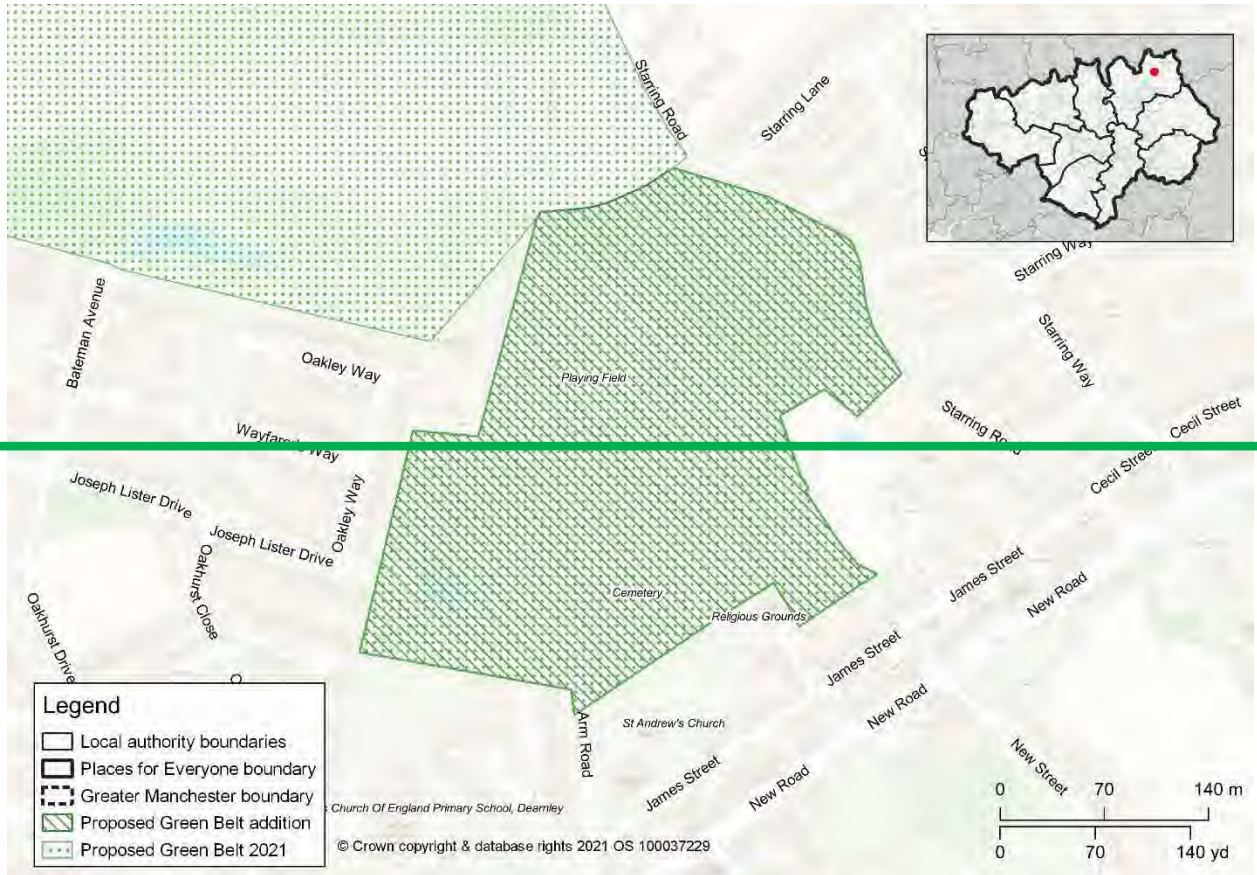 Starring Road
Starring Lane
Starring Way
Bateman Avenue
Oakley Way
Playing Field
Starring Way
Cecil Street
Wayfarers Way
Cecil Street
Joseph Lister Drive
Oakley Way
Joseph Lister Drive
Oakhurst Close
Oakhurst Drive
Cemetery
Religious Grounds
James Street
New Road
James Street
New Road
St Andrew's Church
Arm Road
James Street
New Road
New Street
Church Of England Primary School, Dearnley
Legend
Local authority boundaries
Places for Everyone boundary
Greater Manchester boundary
Proposed Green Belt addition
Proposed Green Belt 2021
© Crown copyright & database rights 2021 OS 100037229
0 70 140 m
0 70 140 yd